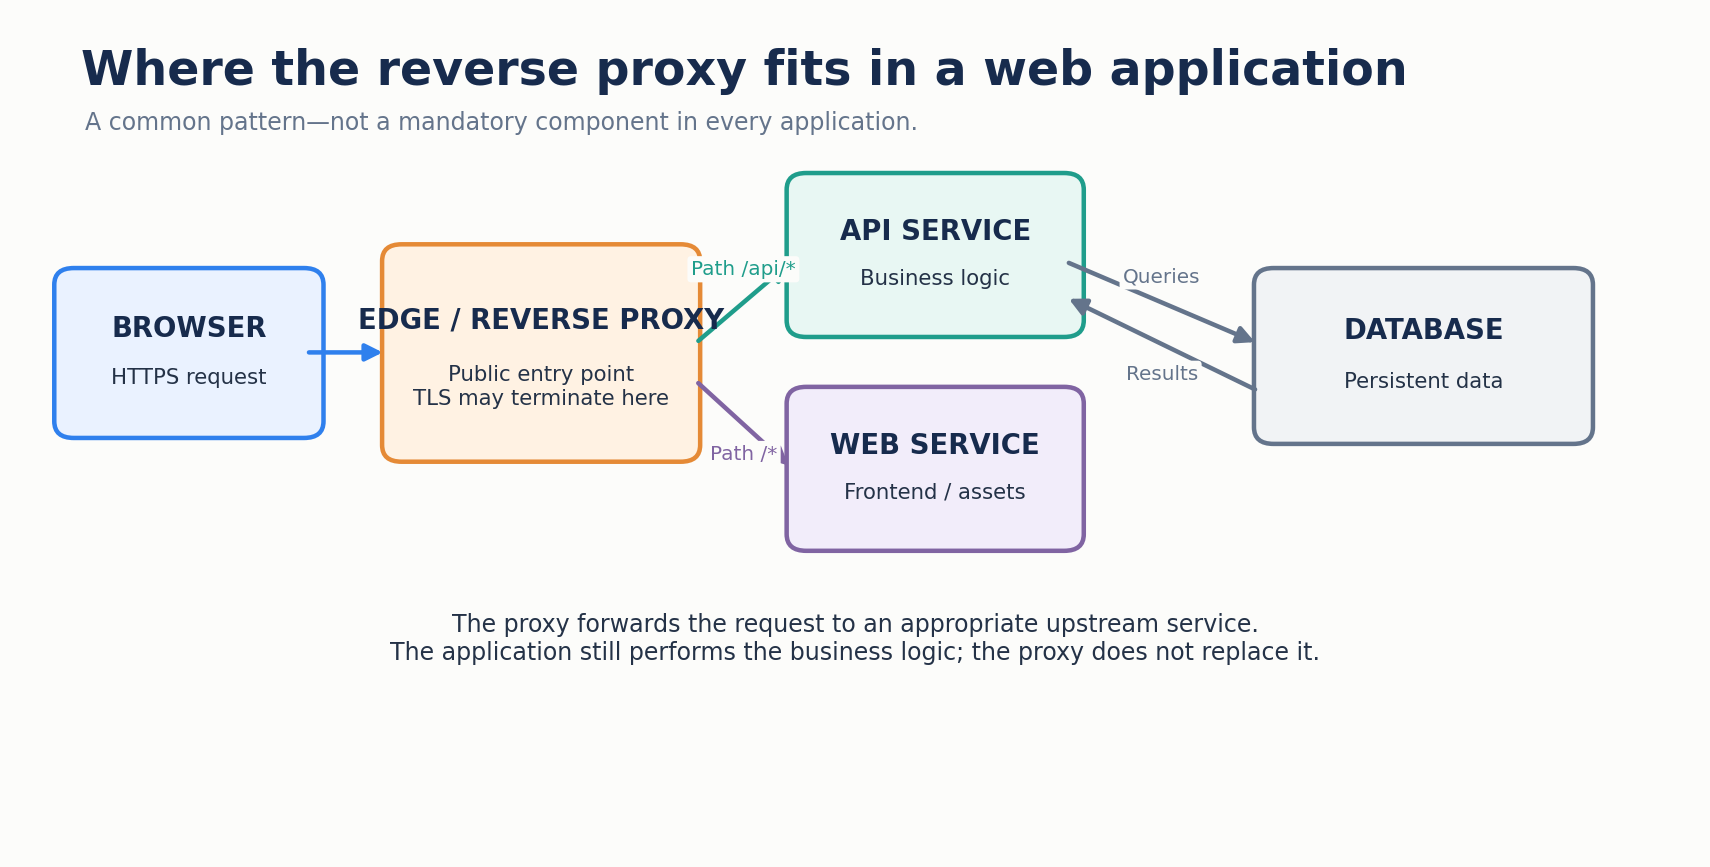 Where the reverse proxy fits in a web application
A common pattern—not a mandatory component in every application.
BROWSER
HTTPS request
EDGE / REVERSE PROXY
Public entry point
TLS may terminate here
Path /api/*
Path /*
API SERVICE
Business logic
WEB SERVICE
Frontend / assets
Queries
Results
DATABASE
Persistent data
The proxy forwards the request to an appropriate upstream service.
The application still performs the business logic; the proxy does not replace it.